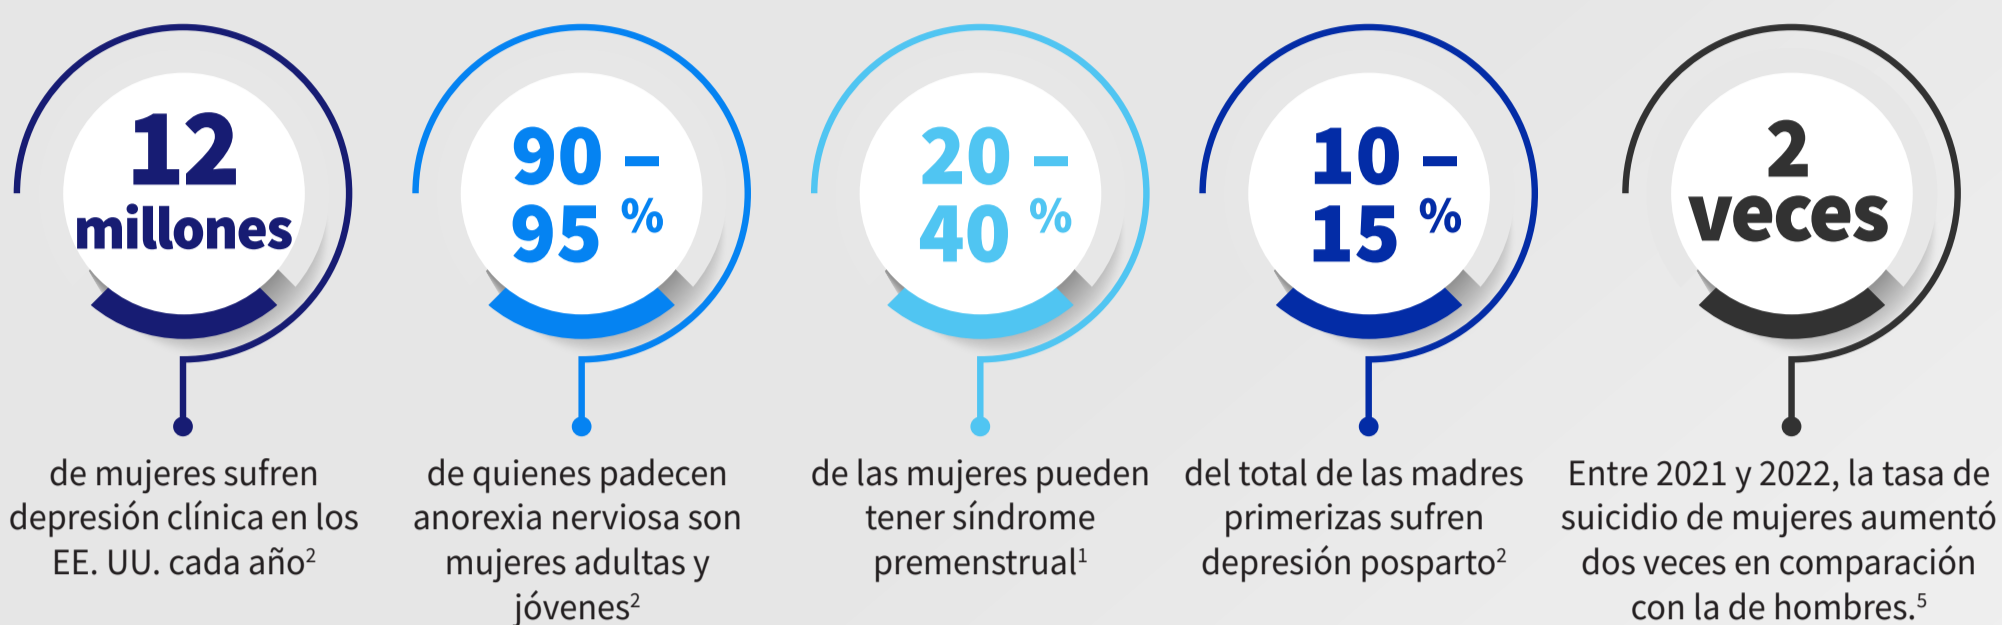 12
millones
de mujeres sufren
depresión clínica en los
EE. UU. cada año²
90 –
95 %
de quienes padecen
anorexia nerviosa son
mujeres adultas y
jóvenes²
20 –
40 %
de las mujeres pueden
tener síndrome
premenstrual¹
10 –
15 %
del total de las madres
primerizas sufren
depresión posparto²
2
veces
Entre 2021 y 2022, la tasa de
suicidio de mujeres aumentó
dos veces en comparación
con la de hombres.⁵